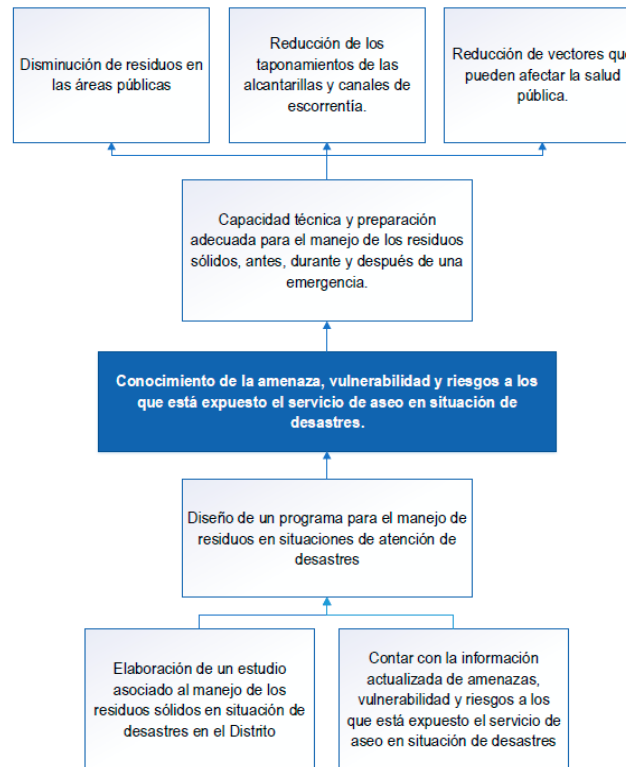 Disminución de residuos en
las áreas públicas
Reducción de los
taponamientos de las
alcantarillas y canales de
escorrentía.
Reducción de vectores que
pueden afectar la salud
pública.
Capacidad técnica y preparación
adecuada para el manejo de los residuos
sólidos, antes, durante y después de una
emergencia.
Conocimiento de la amenaza, vulnerabilidad y riesgos a los
que está expuesto el servicio de aseo en situación de
desastres.
Diseño de un programa para el manejo de
residuos en situaciones de atención de
desastres
Elaboración de un estudio
asociado al manejo de los
residuos sólidos en situación de
desastres en el Distrito
Contar con la información
actualizada de amenazas,
vulnerabilidad y riesgos a los
que está expuesto el servicio de
aseo en situación de desastres